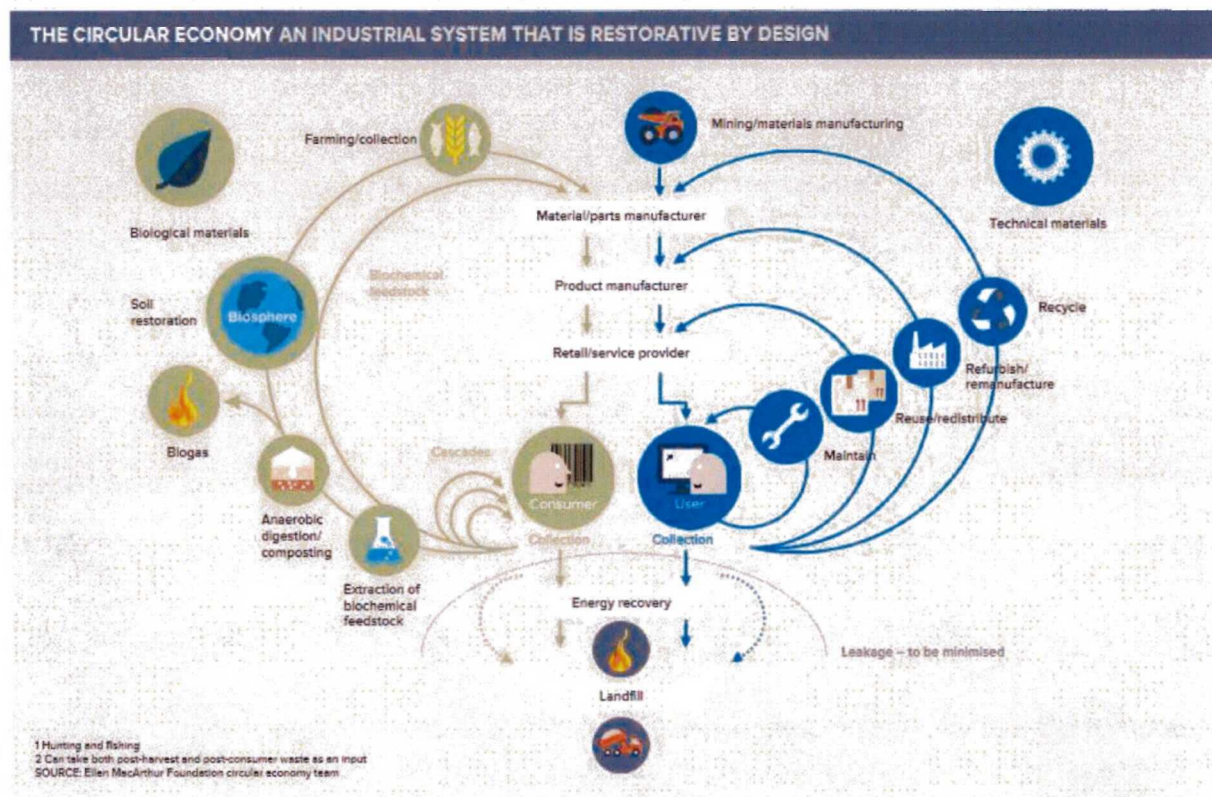 THE CIRCULAR ECONOMY AN INDUSTRIAL SYSTEM THAT IS RESTORATIVE BY DESIGN
Farming/collection
Mining/materials manufacturing
Biological materials
Technical materials
Material/parts manufacturer
Biochemical
feedstock
Product manufacturer
Soil
restoration
Biosphere
Recycle
Retail/service provider
Refurbish/
remanufacture
Reuse/redistribute
Biogas
Cascades
Maintain
Consumer
User
Anaerobic
digestion/
composting
Collection
Collection
Extraction of
biochemical
feedstock
Energy recovery
Leakage – to be minimised
Landfill
1 Hunting and fishing
2 Can take both post-harvest and post-consumer waste as an input
SOURCE: Ellen MacArthur Foundation circular economy team